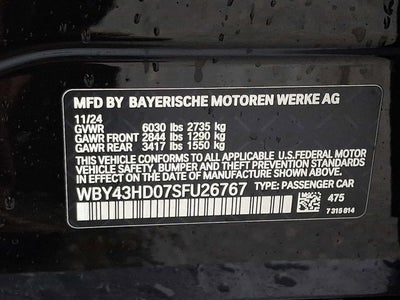 MFD BY BAYERISCHE MOTOREN WERKE AG
11/24
GVWR 6030 lbs 2735 kg
GAWR FRONT 2844 lbs 1290 kg
GAWR REAR 3417 lbs 1550 kg
THIS VEHICLE CONFORMS TO ALL APPLICABLE U.S.FEDERAL MOTOR
VEHICLE SAFETY, BUMPER, AND THEFT PREVENTION STANDARDS
IN EFFECT ON THE DATE OF MANUFACTURE SHOWN ABOVE.
WBY43HD07SFU26767 TYPE: PASSENGER CAR
475
7 315 814